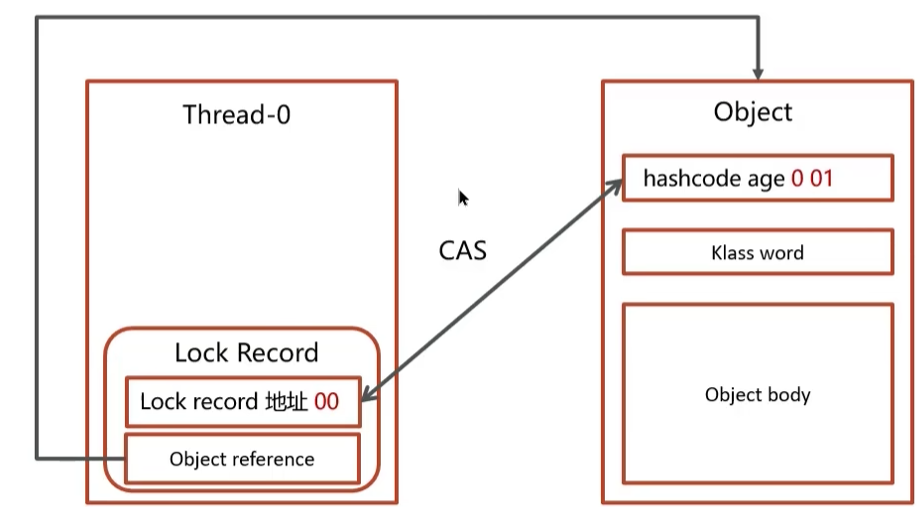 Thread-0
Object
hashcode age 0 01
CAS
Klass word
Lock Record
Lock record 地址 00
Object reference
Object body